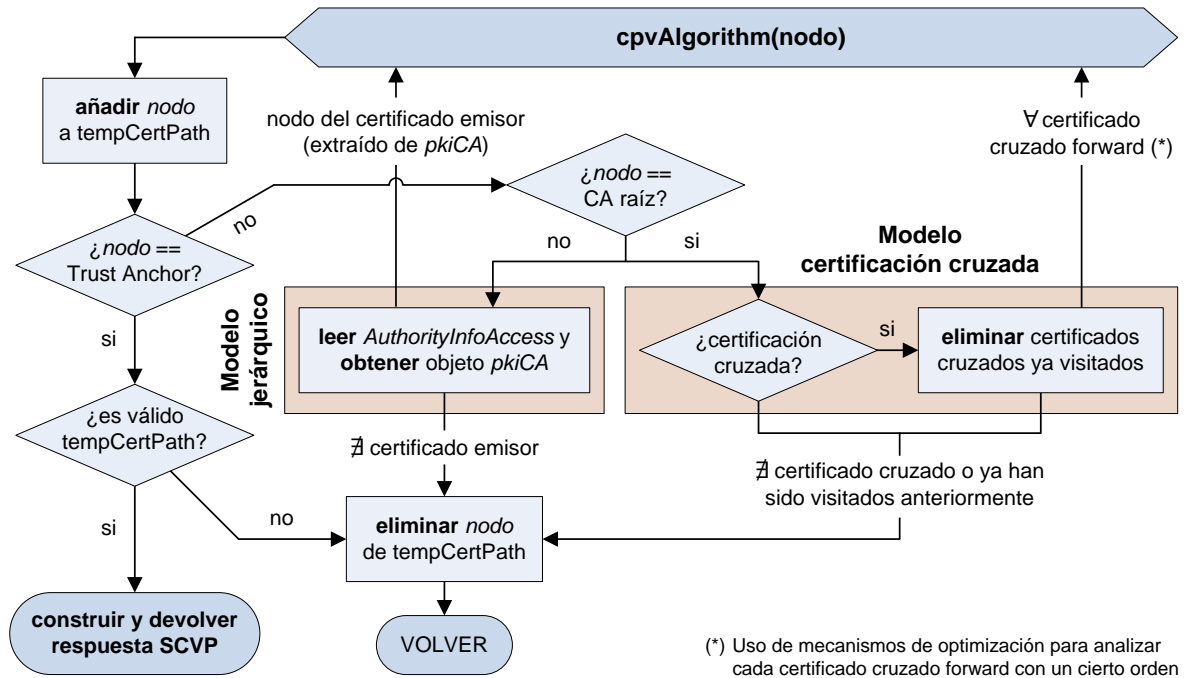 cpvAlgorithm(nodo)
añadir nodo
a tempCertPath
nodo del certificado emisor
(extraído de pkiCA)
∀ certificado
cruzado forward (*)
¿nodo ==
CA raíz?
no
¿nodo ==
Trust Anchor?
no
si
Modelo
certificación cruzada
si
Modelo
jerárquico
leer AuthorityInfoAccess y
obtener objeto pkiCA
¿certificación
cruzada?
si
eliminar certificados
cruzados ya visitados
¿es válido
tempCertPath?
∄ certificado emisor
∄ certificado cruzado o ya han
sido visitados anteriormente
si
no
eliminar nodo
de tempCertPath
construir y devolver
respuesta SCVP
VOLVER
(*) Uso de mecanismos de optimización para analizar
cada certificado cruzado forward con un cierto orden